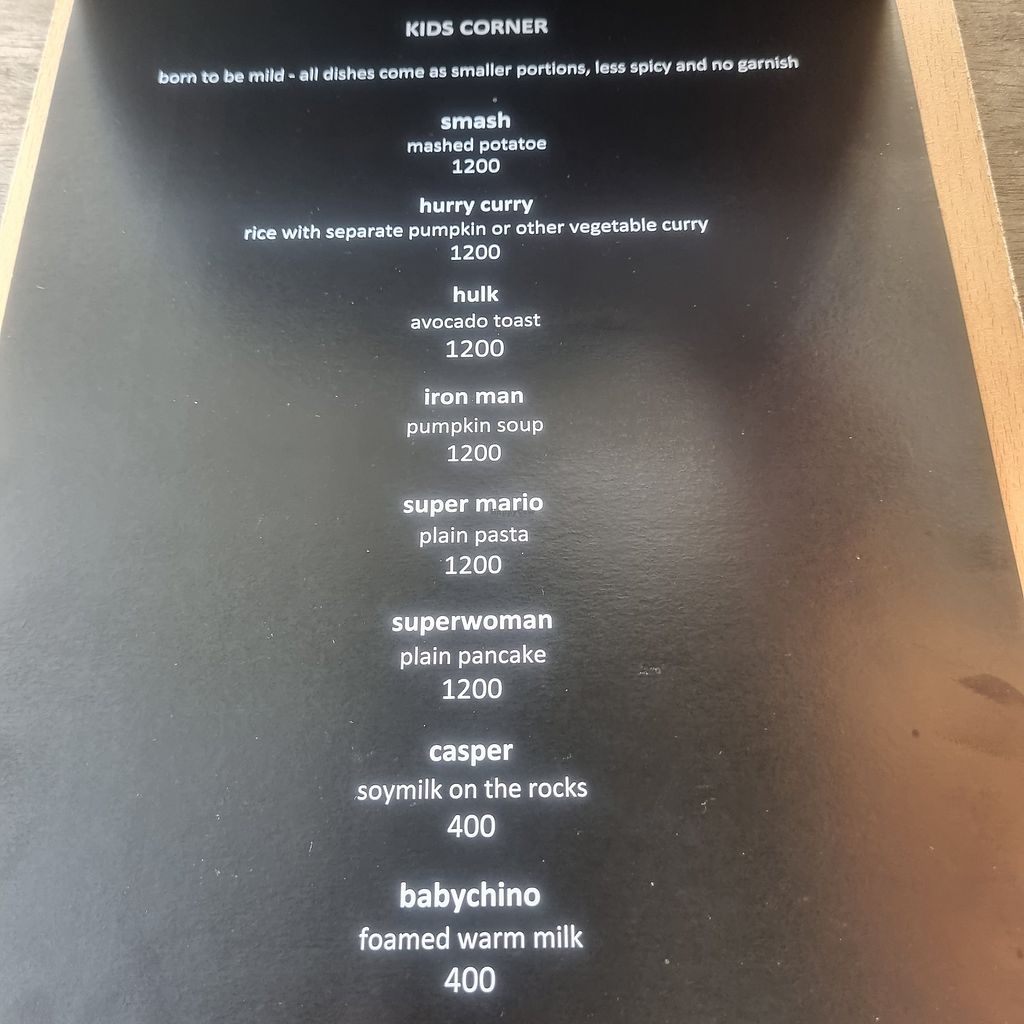 KIDS CORNER
born to be mild - all dishes come as smaller portions, less spicy and no garnish
smash
mashed potatoe
1200
hurry curry
rice with separate pumpkin or other vegetable curry
1200
hulk
avocado toast
1200
iron man
pumpkin soup
1200
super mario
plain pasta
1200
superwoman
plain pancake
1200
casper
soymilk on the rocks
400
babychino
foamed warm milk
400